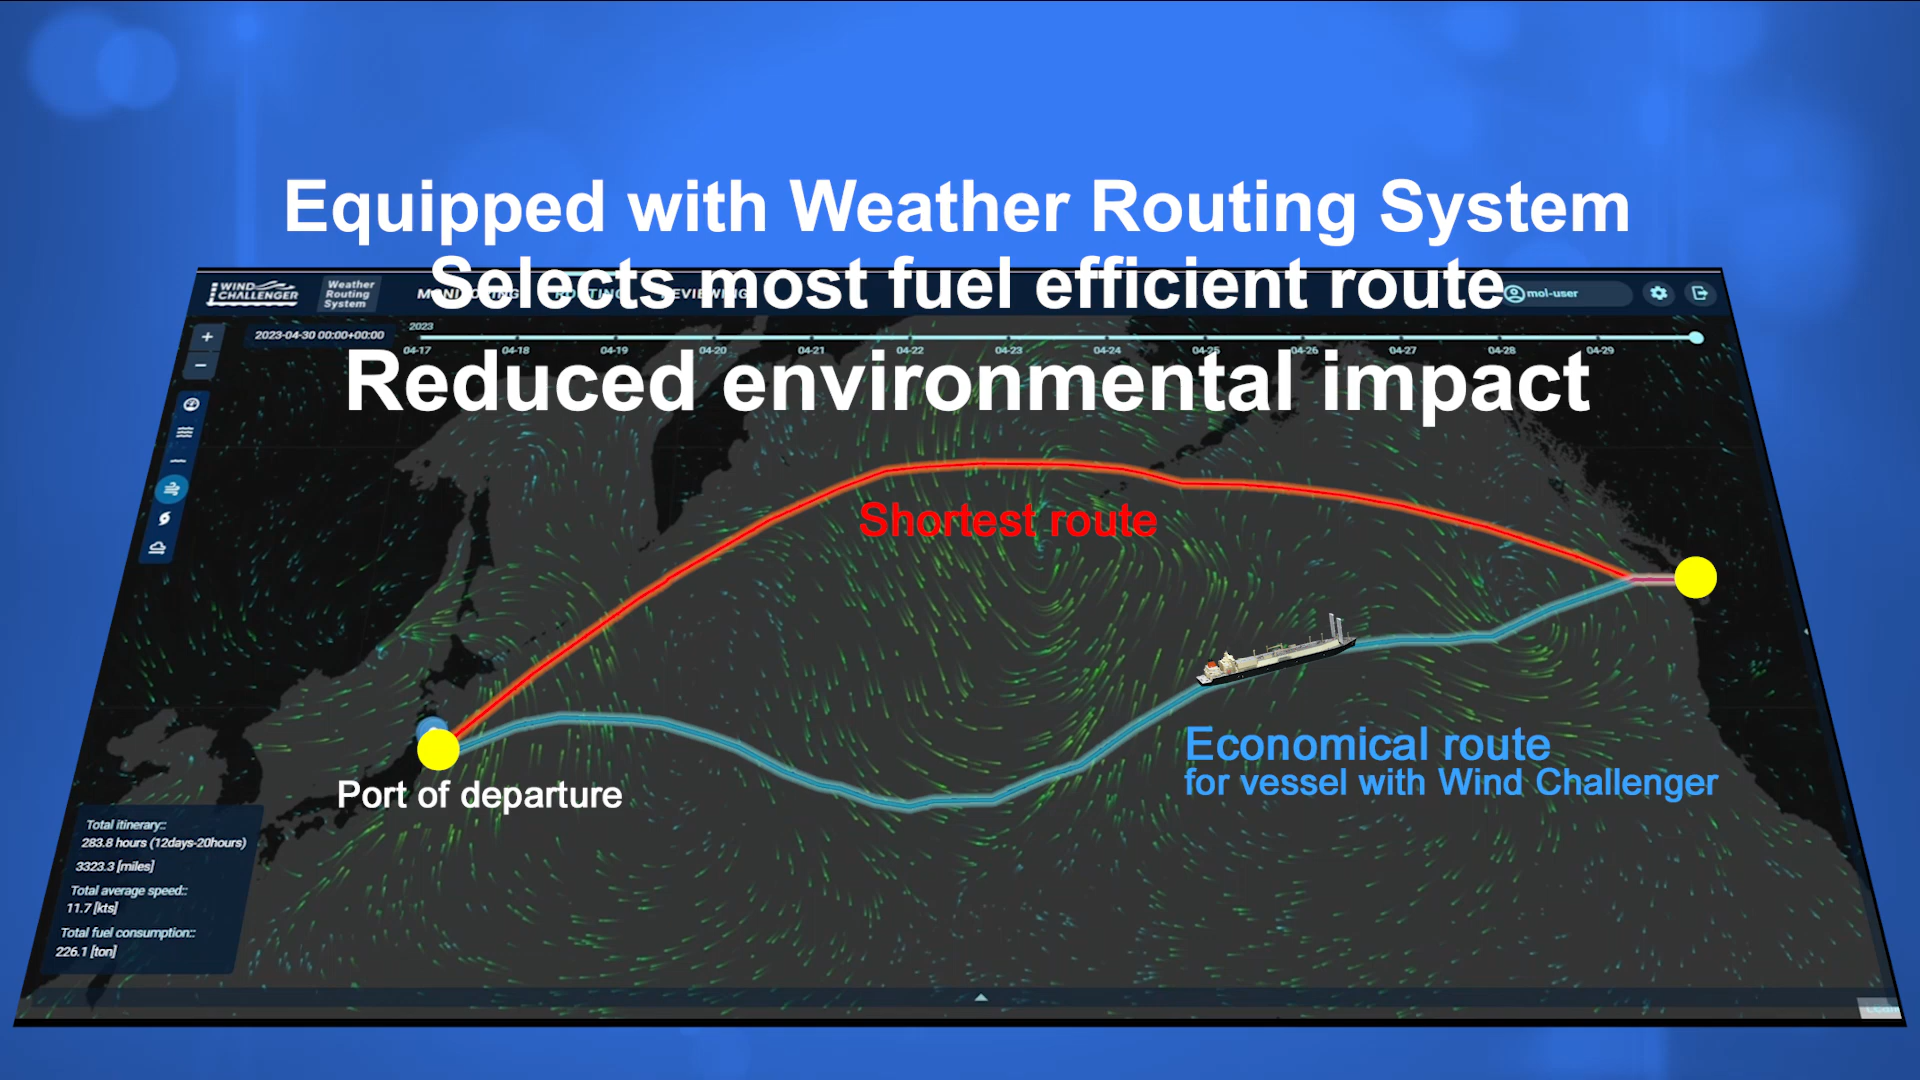 Equipped with Weather Routing System
Selects most fuel efficient route
WIND CHALLENGER
Weather Routing System
MONITORING ROUTING REVIEWING
mol-user
+
2023-04-30 00:00+00:00
2023
04-17 04-18 04-19 04-20 04-21 04-22 04-23 04-24 04-25 04-26 04-27 04-28 04-29
−
Reduced environmental impact
Shortest route
Economical route
for vessel with Wind Challenger
Port of departure
Total itinerary::
283.8 hours (12days-20hours)
3323.3 [miles]
Total average speed::
11.7 [kts]
Total fuel consumption::
226.1 [ton]